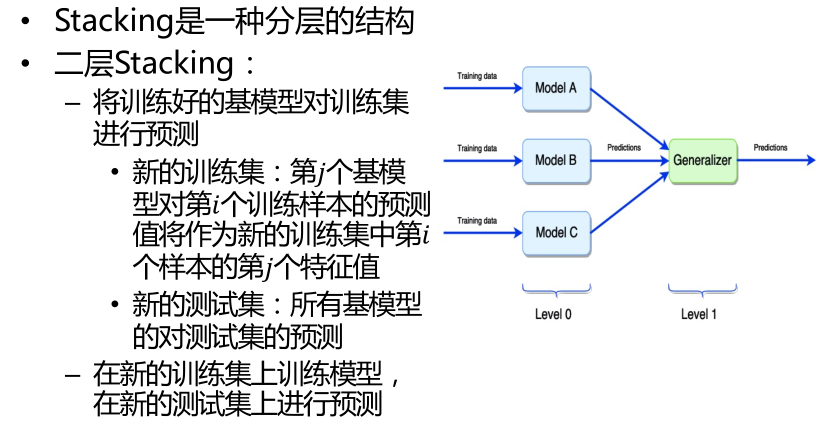 • Stacking是一种分层的结构
• 二层Stacking：
– 将训练好的基模型对训练集
进行预测
• 新的训练集：第j个基模
型对第i个训练样本的预测
值将作为新的训练集中第i
个样本的第j个特征值
• 新的测试集：所有基模型
的对测试集的预测
– 在新的训练集上训练模型，
在新的测试集上进行预测
Training data
Model A
Training data
Model B
Predictions
Generalizer
Predictions
Training data
Model C
Level 0
Level 1